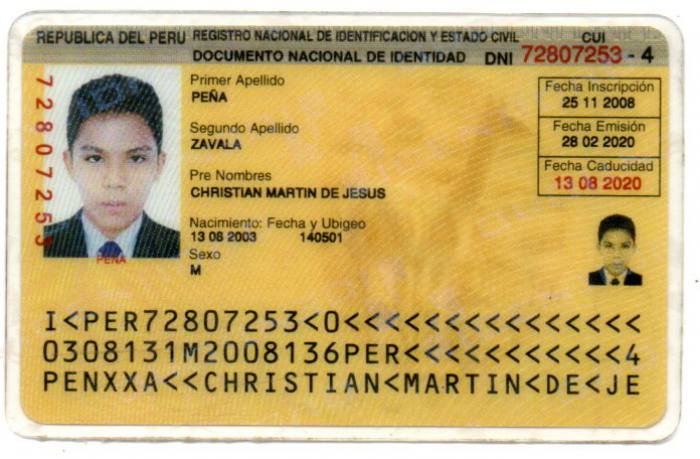 REPUBLICA DEL PERU REGISTRO NACIONAL DE IDENTIFICACION Y ESTADO CIVIL CUI
DOCUMENTO NACIONAL DE IDENTIDAD DNI 72807253 - 4
72807253
Primer Apellido
PEÑA
Segundo Apellido
ZAVALA
Pre Nombres
CHRISTIAN MARTIN DE JESUS
Nacimiento: Fecha y Ubigeo
13 08 2003 140501
Sexo
M
Fecha Inscripción
25 11 2008
Fecha Emisión
28 02 2020
Fecha Caducidad
13 08 2020
PEÑA
I<PER72807253<0<<<<<<<<<<<<<<<
0308131M2008136PER<<<<<<<<<<<4
PENXXA<<CHRISTIAN<MARTIN<DE<JE